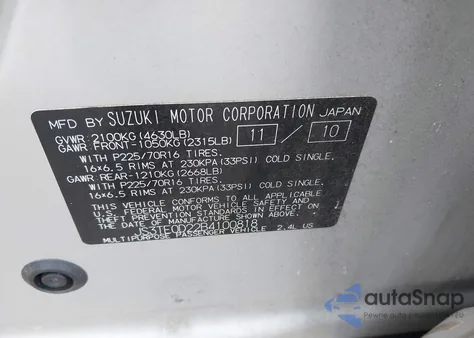 MFD BY SUZUKI MOTOR CORPORATION JAPAN
GVWR: 2100KG(4630LB) 11 / 10
GAWR: FRONT-1050KG(2315LB)
WITH P225/70R16 TIRES.
16x6.5 RIMS AT 230KPA(33PSI) COLD SINGLE.
GAWR: REAR-1210KG(2668LB)
WITH P225/70R16 TIRES.
16x6.5 RIMS AT 230KPA(33PSI) COLD SINGLE.
THIS VEHICLE CONFORMS TO ALL APPLICABLE
U.S. FEDERAL MOTOR VEHICLE SAFETY AND
THEFT PREVENTION STANDARDS IN EFFECT ON
THE DATE OF MANUFACTURE SHOWN ABOVE.
JS3TE0D22B4100818
MULTIPURPOSE PASSENGER VEHICLE 2.4L US
autoSnap
Pewne auto